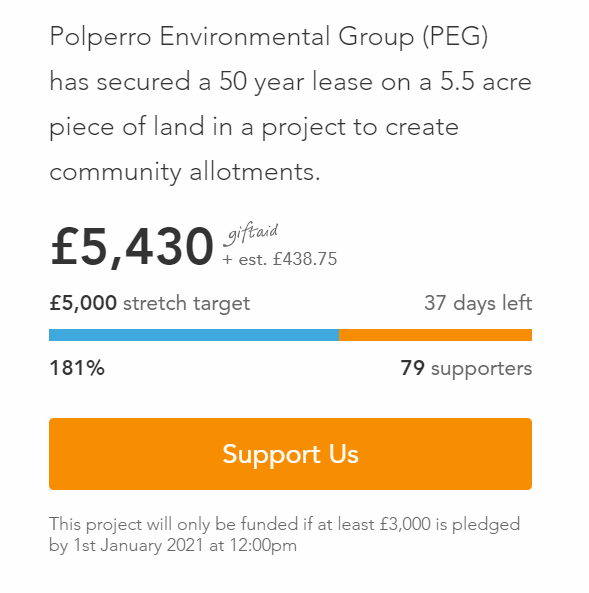 Polperro Environmental Group (PEG)
has secured a 50 year lease on a 5.5 acre
piece of land in a project to create
community allotments.
£5,430 giftaid
+ est. £438.75
£5,000 stretch target 37 days left
181% 79 supporters
Support Us
This project will only be funded if at least £3,000 is pledged
by 1st January 2021 at 12:00pm